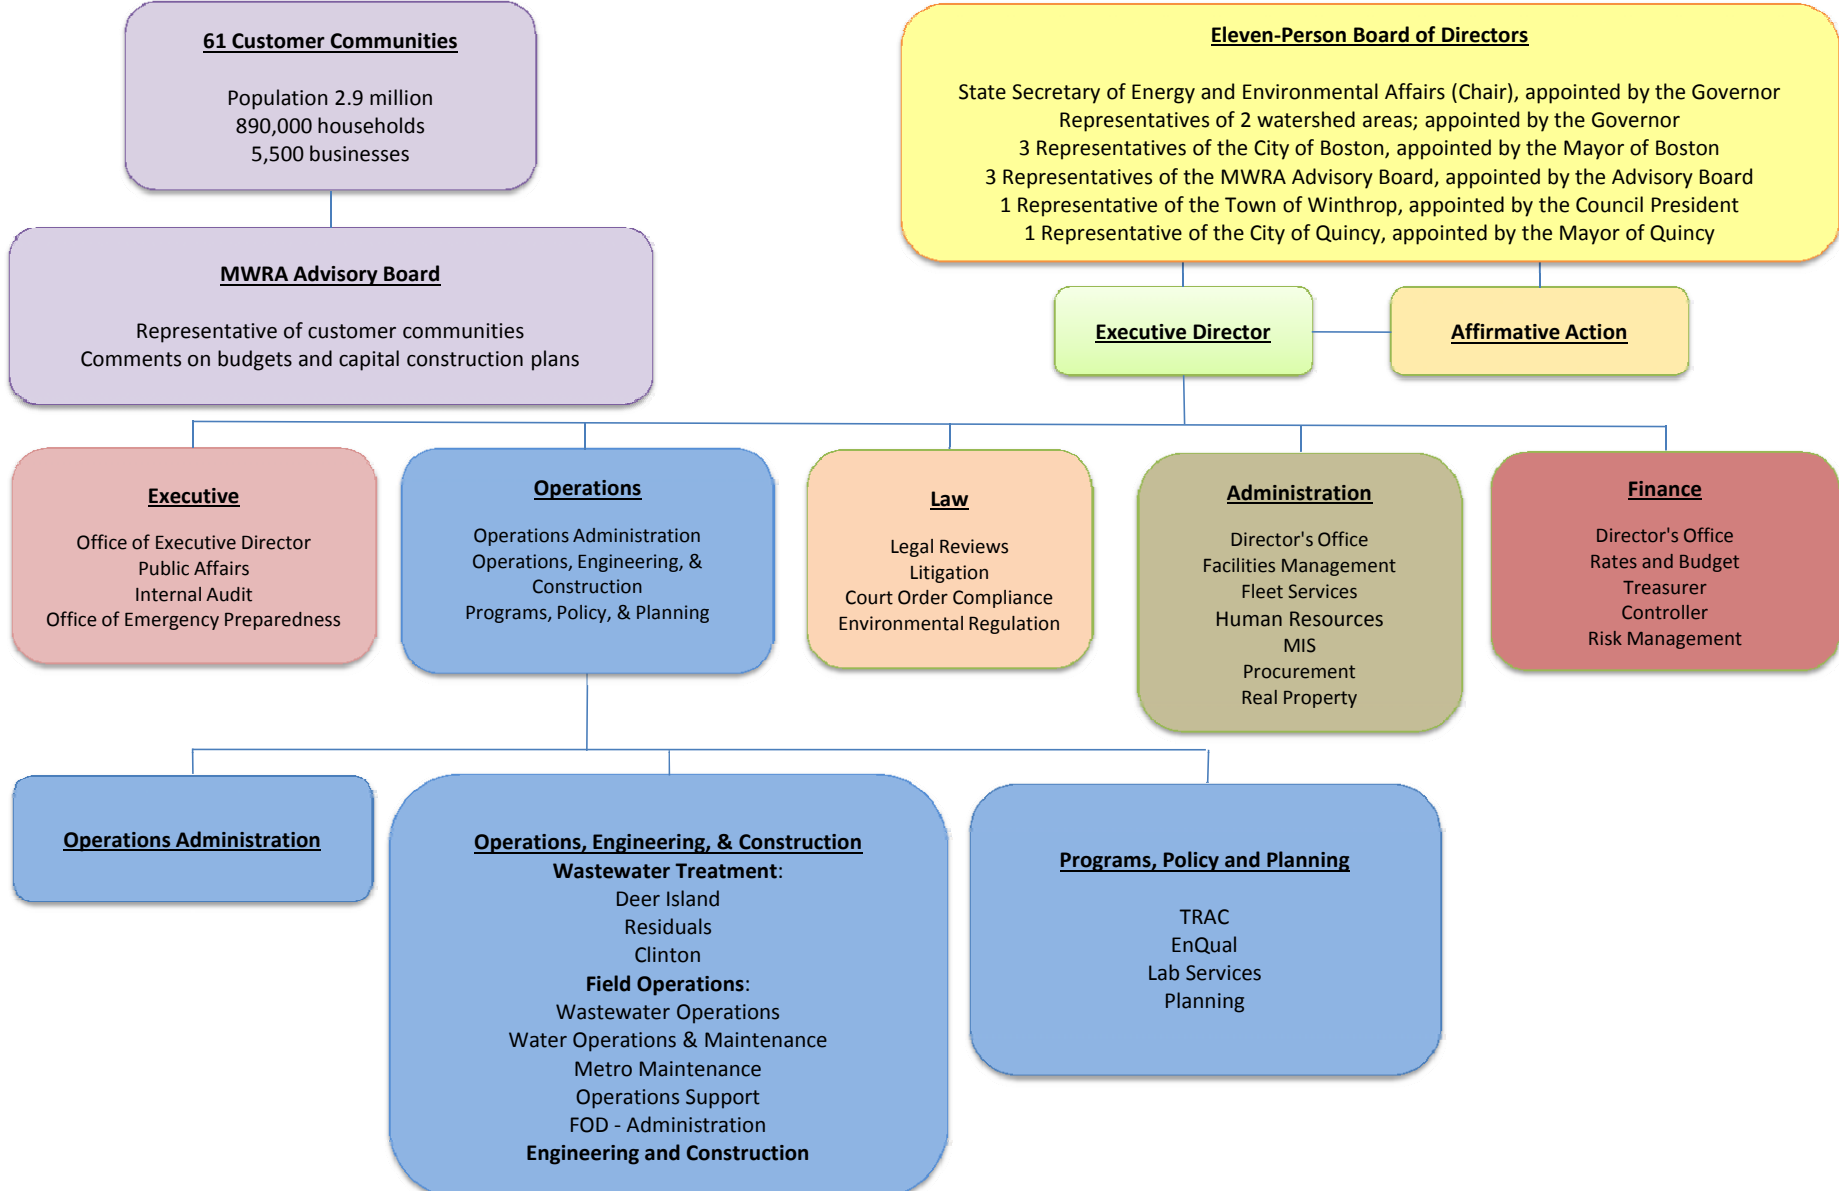 61 Customer Communities
Population 2.9 million
890,000 households
5,500 businesses
Eleven-Person Board of Directors
State Secretary of Energy and Environmental Affairs (Chair), appointed by the Governor
Representatives of 2 watershed areas; appointed by the Governor
3 Representatives of the City of Boston, appointed by the Mayor of Boston
3 Representatives of the MWRA Advisory Board, appointed by the Advisory Board
1 Representative of the Town of Winthrop, appointed by the Council President
1 Representative of the City of Quincy, appointed by the Mayor of Quincy
MWRA Advisory Board
Representative of customer communities
Comments on budgets and capital construction plans
Executive Director
Affirmative Action
Executive
Office of Executive Director
Public Affairs
Internal Audit
Office of Emergency Preparedness
Operations
Operations Administration
Operations, Engineering, &
Construction
Programs, Policy, & Planning
Law
Legal Reviews
Litigation
Court Order Compliance
Environmental Regulation
Administration
Director's Office
Facilities Management
Fleet Services
Human Resources
MIS
Procurement
Real Property
Finance
Director's Office
Rates and Budget
Treasurer
Controller
Risk Management
Operations Administration
Operations, Engineering, & Construction
Wastewater Treatment:
Deer Island
Residuals
Clinton
Field Operations:
Wastewater Operations
Water Operations & Maintenance
Metro Maintenance
Operations Support
FOD - Administration
Engineering and Construction
Programs, Policy and Planning
TRAC
EnQual
Lab Services
Planning